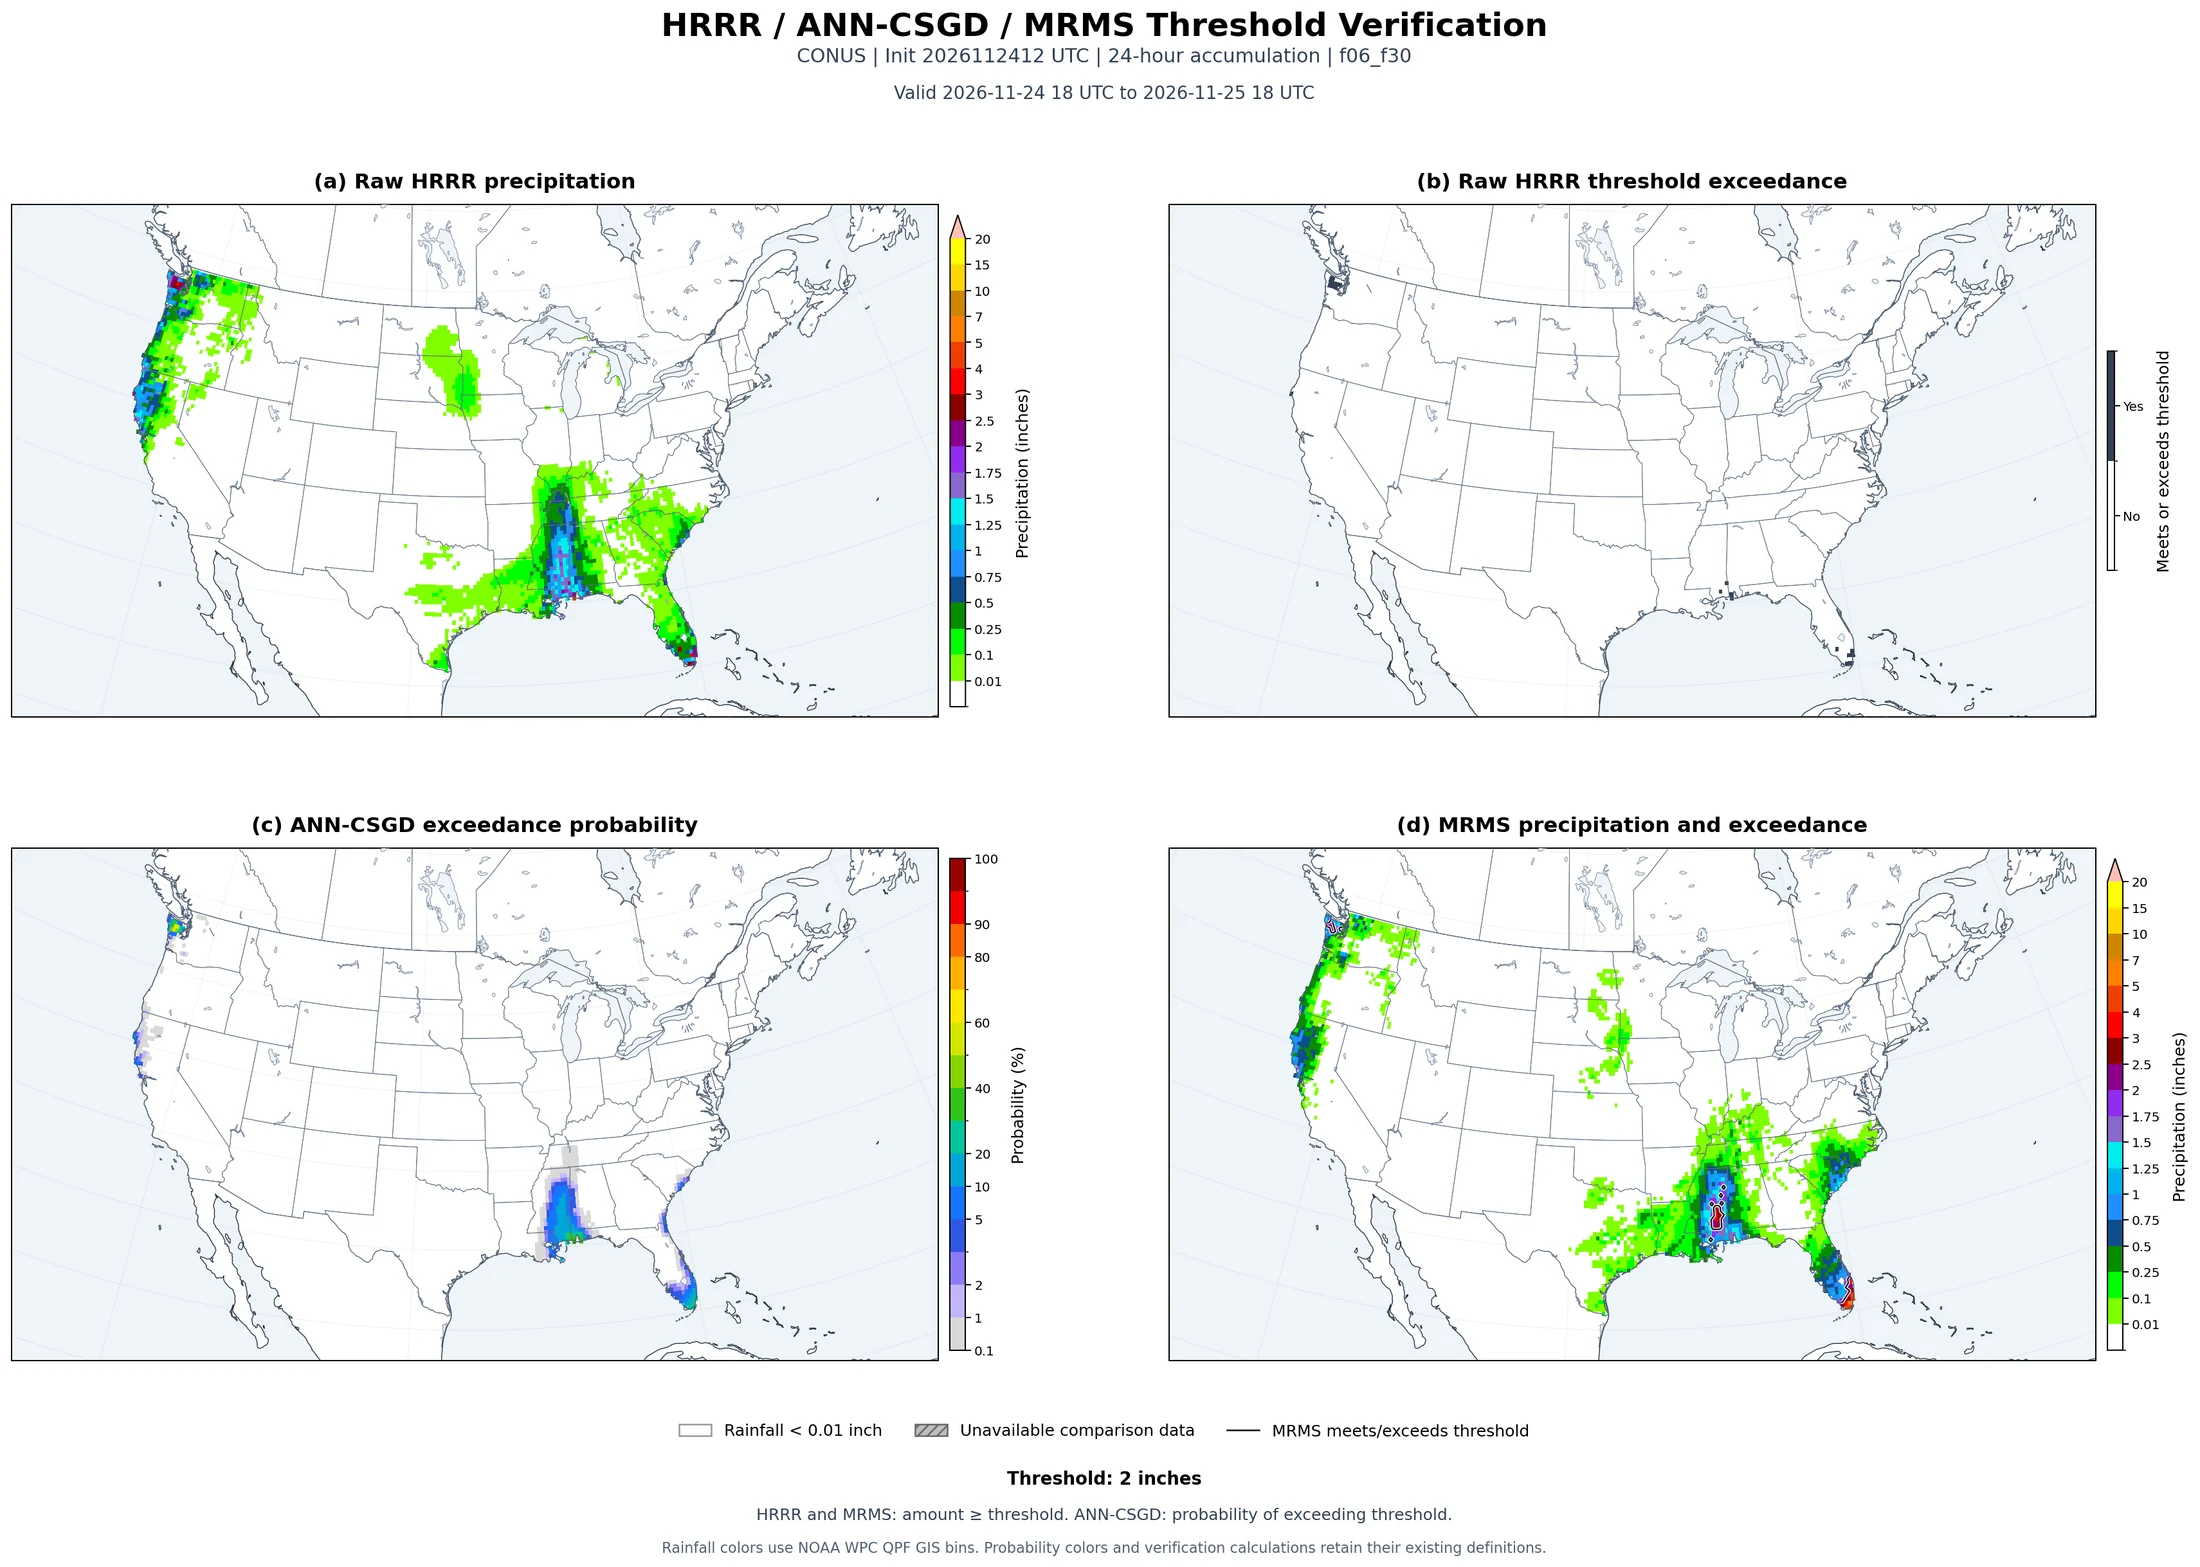 HRRR / ANN-CSGD / MRMS Threshold Verification
CONUS | Init 2026112412 UTC | 24-hour accumulation | f06_f30
Valid 2026-11-24 18 UTC to 2026-11-25 18 UTC
(a) Raw HRRR precipitation
20
15
10
7
5
4
3
2.5
2
1.75
1.5
1.25
1
0.75
0.5
0.25
0.1
0.01
Precipitation (inches)
(b) Raw HRRR threshold exceedance
Yes
No
Meets or exceeds threshold
(c) ANN-CSGD exceedance probability
100
90
80
60
40
20
10
5
2
1
0.1
Probability (%)
(d) MRMS precipitation and exceedance
20
15
10
7
5
4
3
2.5
2
1.75
1.5
1.25
1
0.75
0.5
0.25
0.1
0.01
Precipitation (inches)
Rainfall < 0.01 inch
Unavailable comparison data
MRMS meets/exceeds threshold
Threshold: 2 inches
HRRR and MRMS: amount ≥ threshold. ANN-CSGD: probability of exceeding threshold.
Rainfall colors use NOAA WPC QPF GIS bins. Probability colors and verification calculations retain their existing definitions.